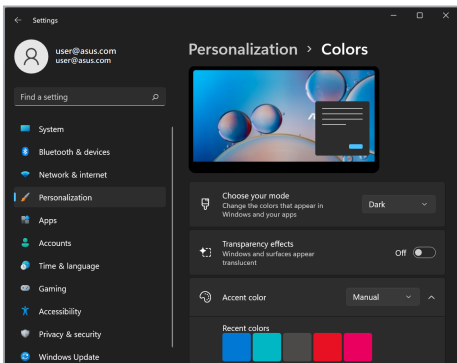 Settings
user@asus.com
user@asus.com
Find a setting
System
Bluetooth & devices
Network & internet
Personalization
Apps
Accounts
Time & language
Gaming
Accessibility
Privacy & security
Windows Update
Personalization > Colors
Choose your mode
Change the colors that appear in
Windows and your apps
Dark
Transparency effects
Windows and surfaces appear
translucent
Off
Accent color
Manual
Recent colors